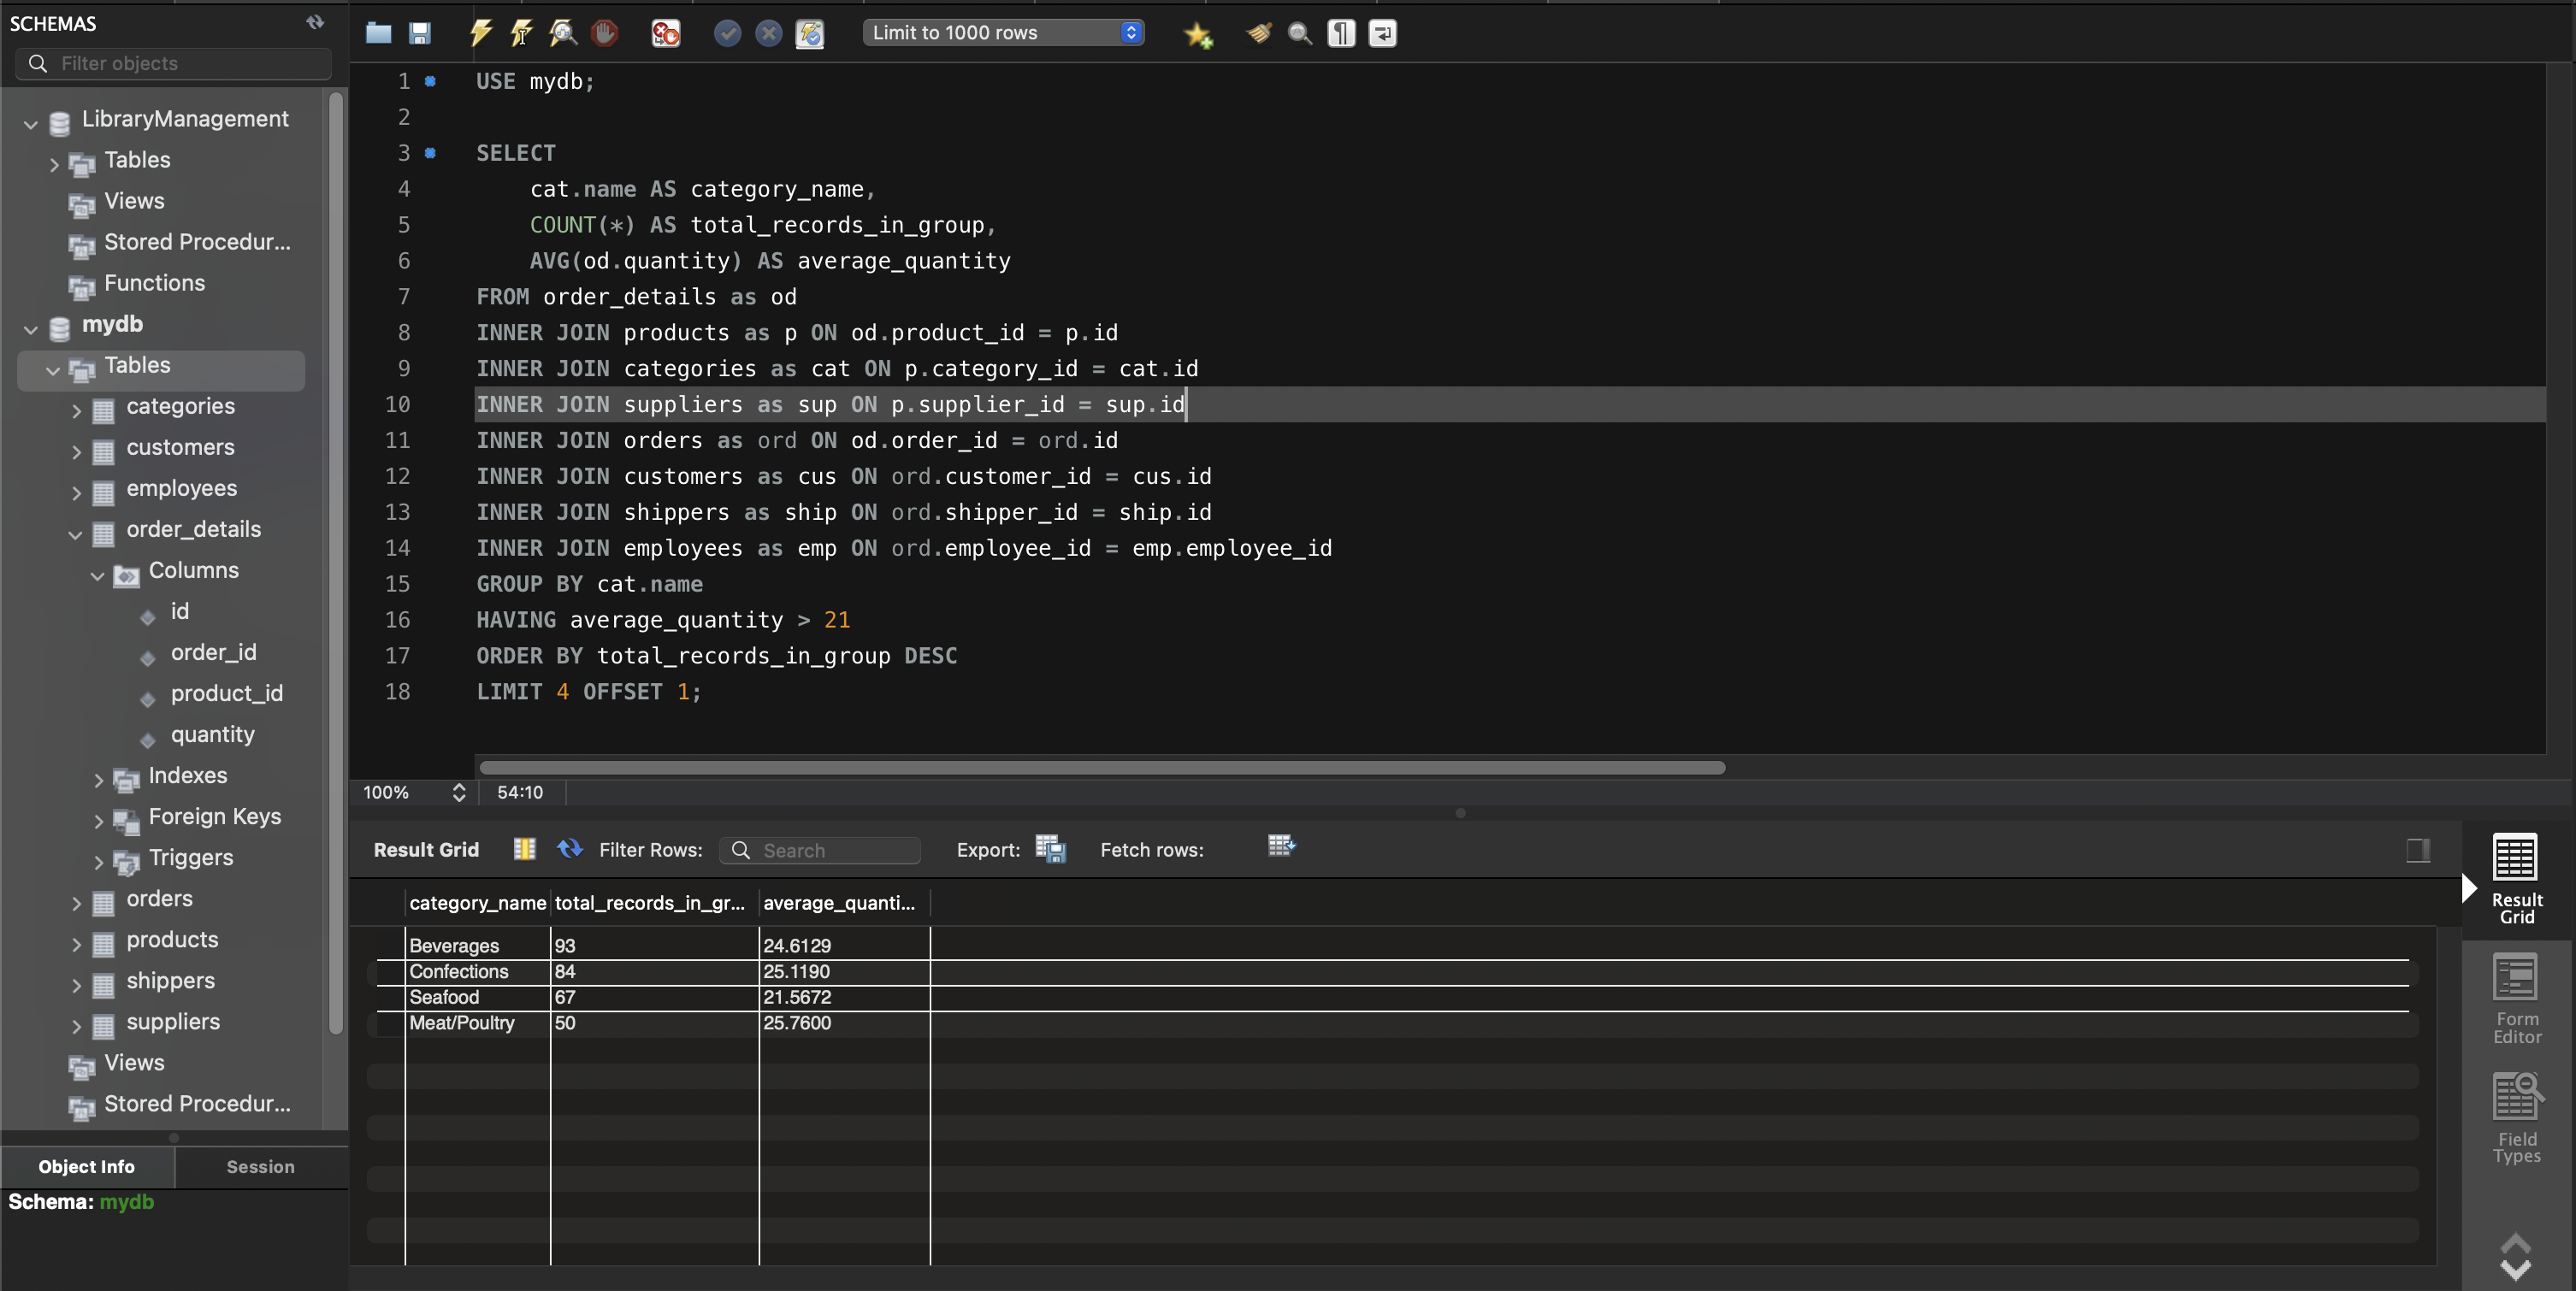 SCHEMAS
Filter objects
LibraryManagement
Tables
Views
Stored Procedur...
Functions
mydb
Tables
categories
customers
employees
order_details
Columns
id
order_id
product_id
quantity
Indexes
Foreign Keys
Triggers
orders
products
shippers
suppliers
Views
Stored Procedur...
Object Info Session
Schema: mydb
Limit to 1000 rows
1 USE mydb;
2
3 SELECT
4 cat.name AS category_name,
5 COUNT(*) AS total_records_in_group,
6 AVG(od.quantity) AS average_quantity
7 FROM order_details as od
8 INNER JOIN products as p ON od.product_id = p.id
9 INNER JOIN categories as cat ON p.category_id = cat.id
10 INNER JOIN suppliers as sup ON p.supplier_id = sup.id
11 INNER JOIN orders as ord ON od.order_id = ord.id
12 INNER JOIN customers as cus ON ord.customer_id = cus.id
13 INNER JOIN shippers as ship ON ord.shipper_id = ship.id
14 INNER JOIN employees as emp ON ord.employee_id = emp.employee_id
15 GROUP BY cat.name
16 HAVING average_quantity > 21
17 ORDER BY total_records_in_group DESC
18 LIMIT 4 OFFSET 1;
100% 54:10
Result Grid Filter Rows: Search Export: Fetch rows:
category_name total_records_in_gr... average_quanti...
Beverages 93 24.6129
Confections 84 25.1190
Seafood 67 21.5672
Meat/Poultry 50 25.7600
Result
Grid
Form
Editor
Field
Types